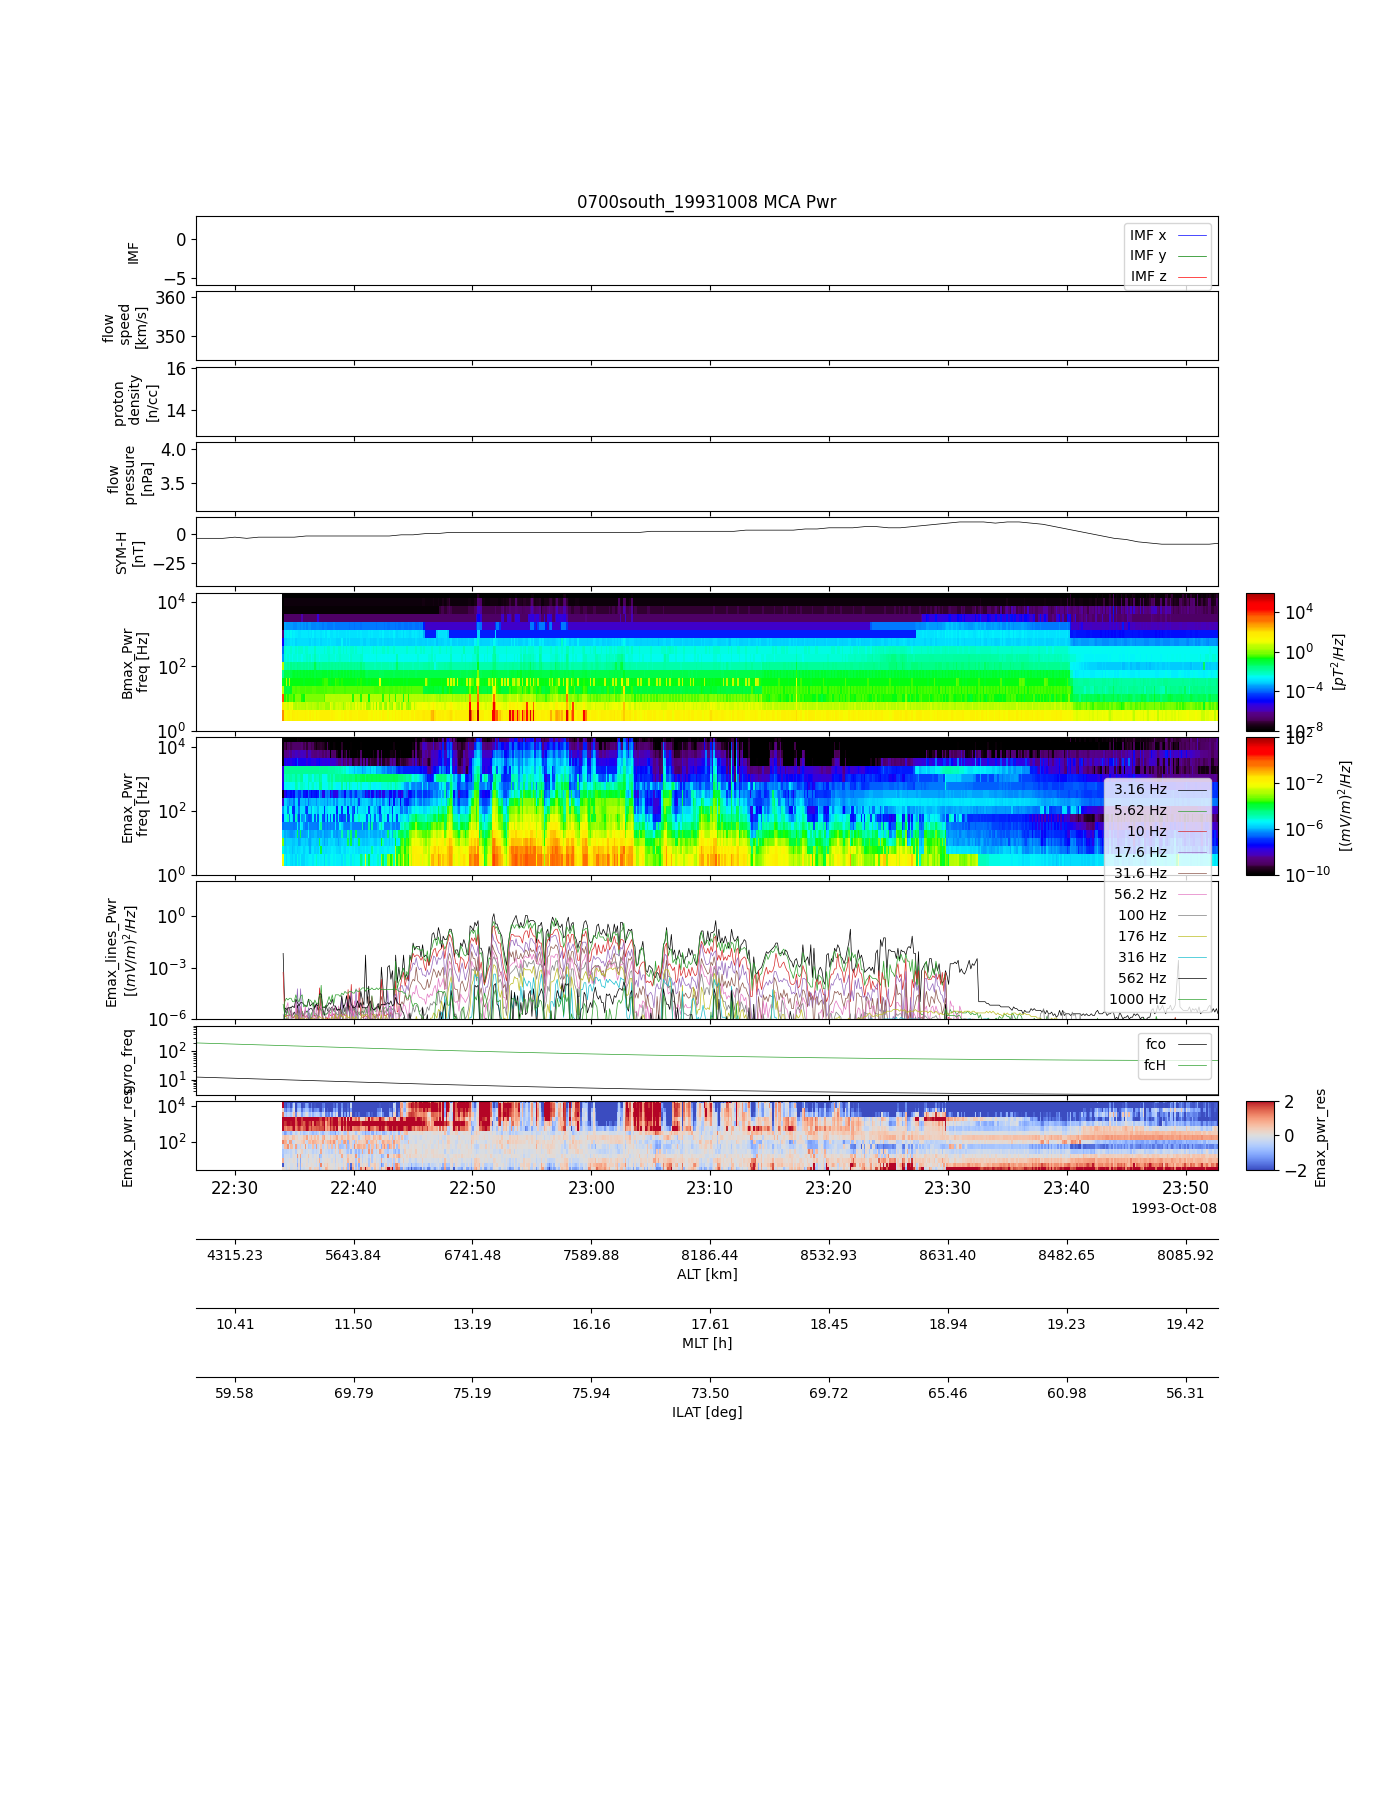 0700south_19931008 MCA Pwr
IMF
0
−5
IMF x
IMF y
IMF z
flow
speed
[km/s]
360
350
proton
density
[n/cc]
16
14
flow
pressure
[nPa]
4.0
3.5
SYM-H
[nT]
0
−25
Bmax_Pwr
freq [Hz]
10^4
10^2
10^0
10^4
10^0
10^−4
10^−8
[pT^2/Hz]
Emax_Pwr
freq [Hz]
10^4
10^2
10^0
10^2
10^−2
10^−6
10^−10
[(mV/m)^2/Hz]
3.16 Hz
5.62 Hz
10 Hz
17.6 Hz
31.6 Hz
56.2 Hz
100 Hz
176 Hz
316 Hz
562 Hz
1000 Hz
Emax_lines_Pwr
[(mV/m)^2/Hz]
10^0
10^−3
10^−6
gyro_freq
10^2
10^1
fco
fcH
Emax_pwr_res
10^4
10^2
2
0
−2
Emax_pwr_res
22:30 22:40 22:50 23:00 23:10 23:20 23:30 23:40 23:50
1993-Oct-08
4315.23 5643.84 6741.48 7589.88 8186.44 8532.93 8631.40 8482.65 8085.92
ALT [km]
10.41 11.50 13.19 16.16 17.61 18.45 18.94 19.23 19.42
MLT [h]
59.58 69.79 75.19 75.94 73.50 69.72 65.46 60.98 56.31
ILAT [deg]